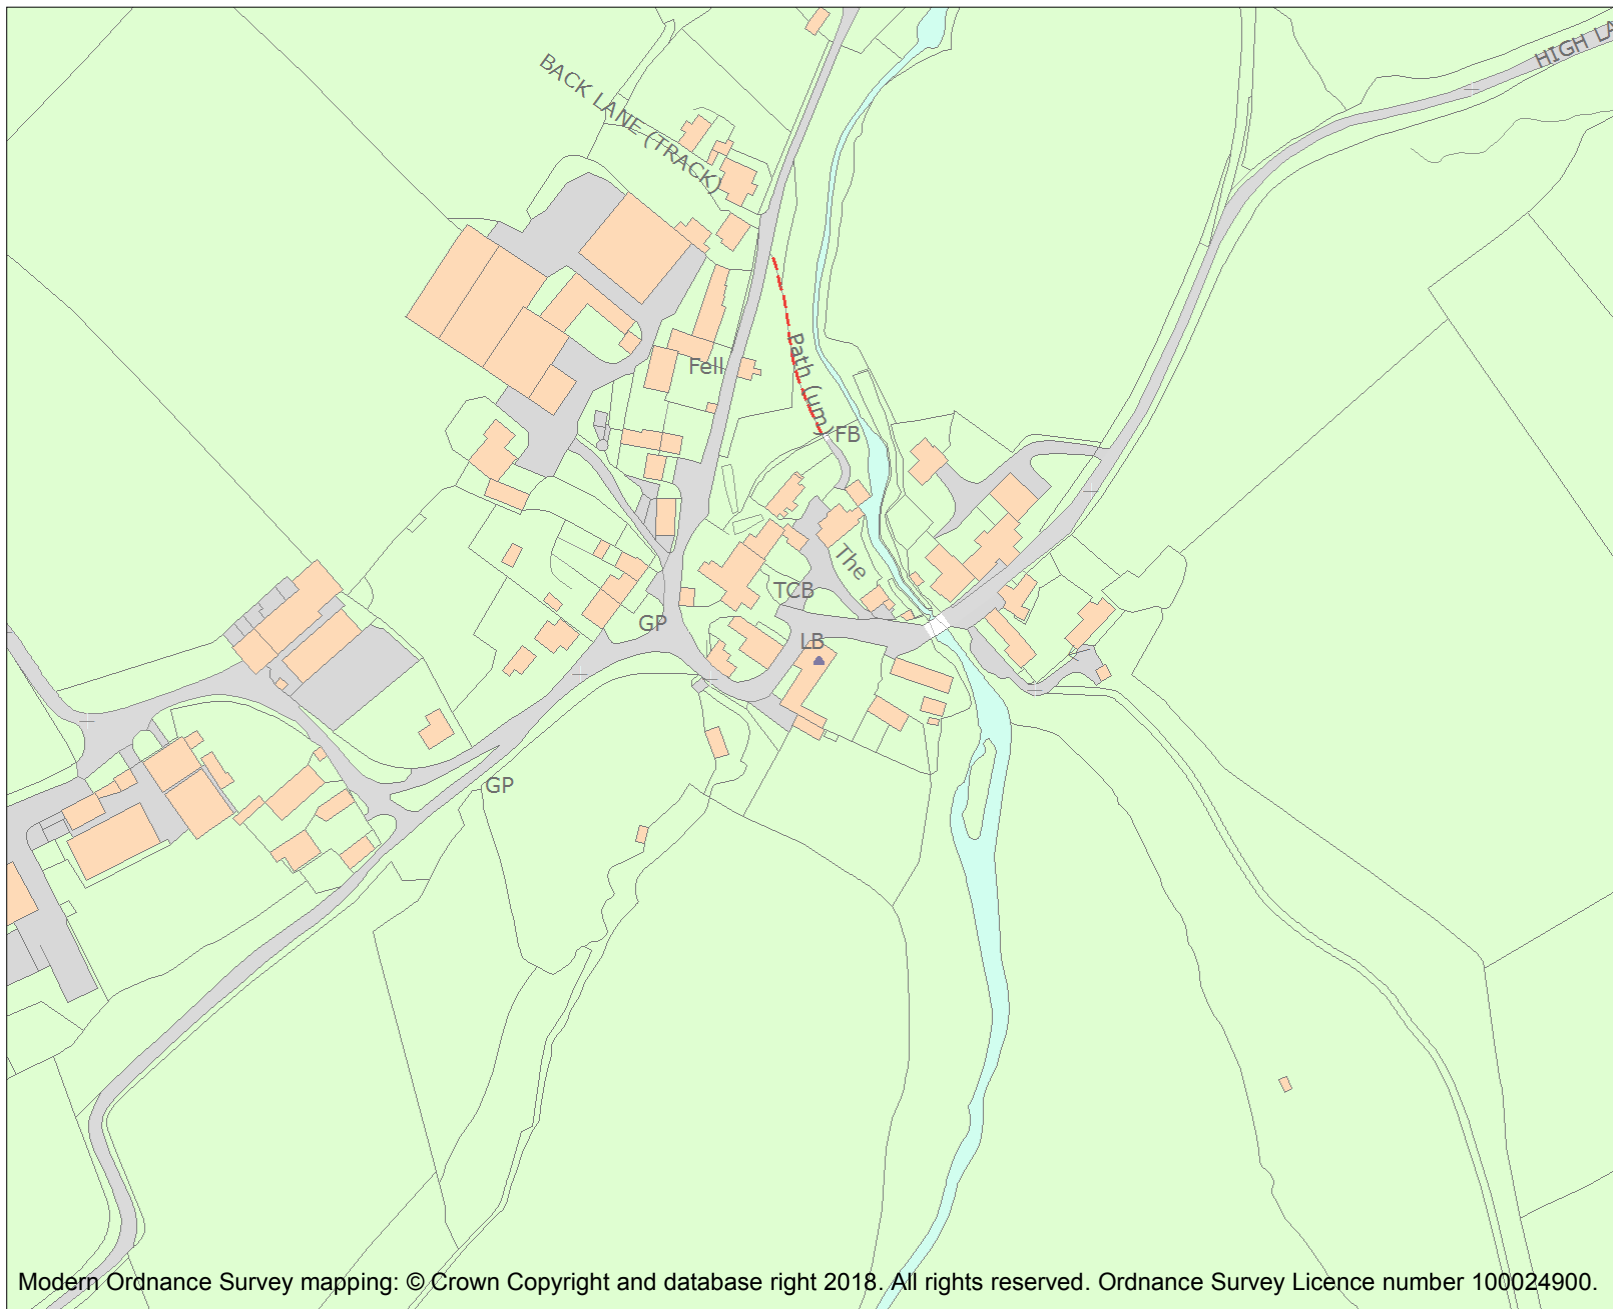 HIGH LA
BACK LANE (TRACK)
Path (um)
Fell
FB
The
TCB
GP
LB
GP
Modern Ordnance Survey mapping: © Crown Copyright and database right 2018. All rights reserved. Ordnance Survey Licence number 100024900.